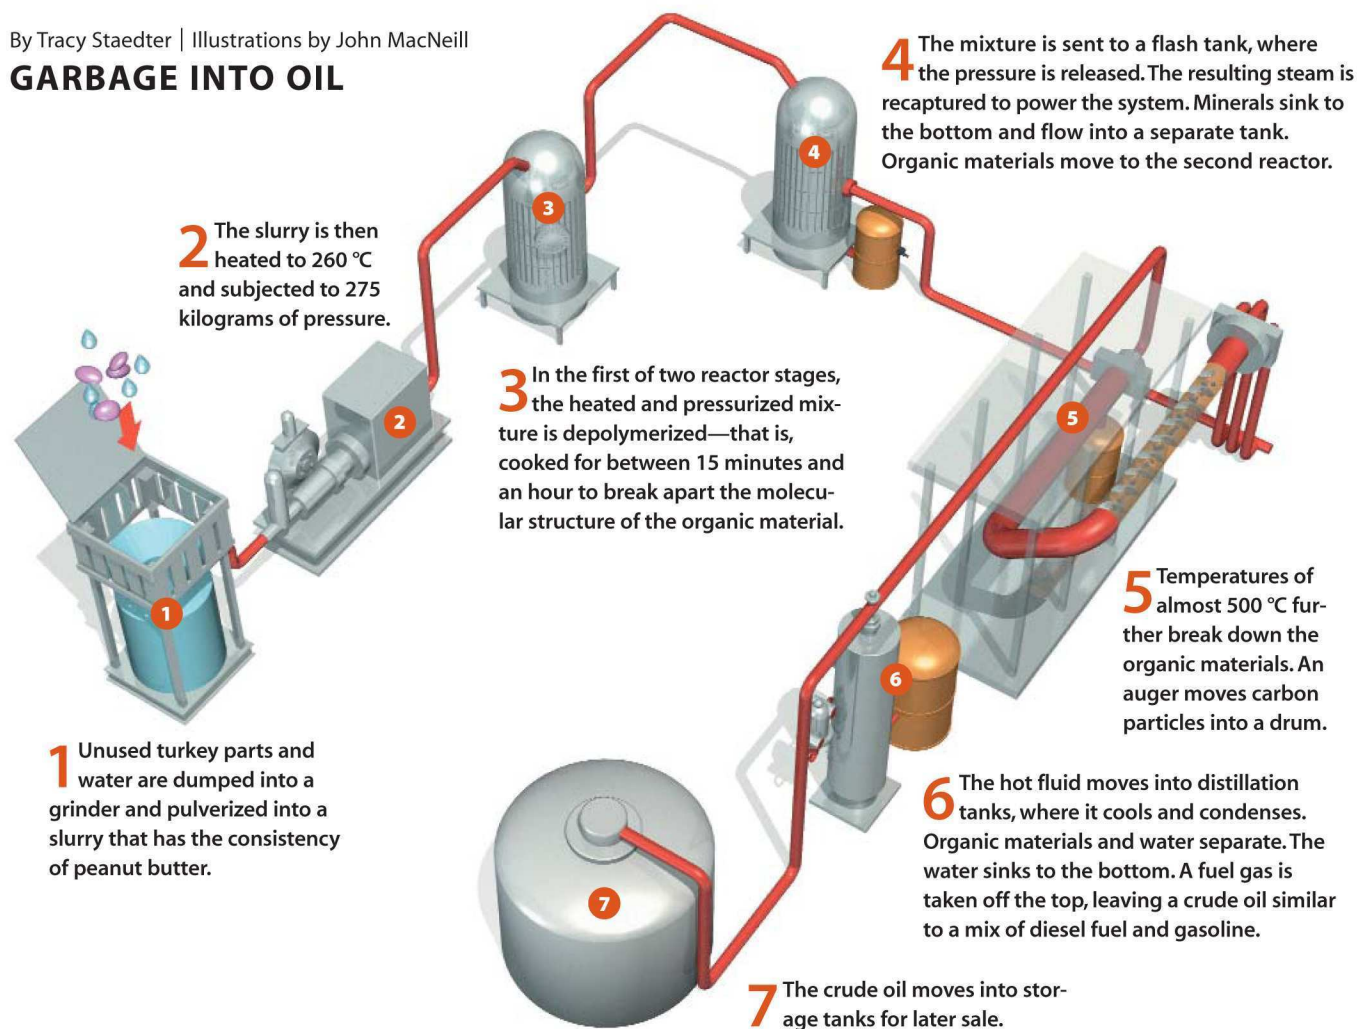 By Tracy Staedter | Illustrations by John MacNeill
GARBAGE INTO OIL
1 Unused turkey parts and
water are dumped into a
grinder and pulverized into a
slurry that has the consistency
of peanut butter.
2 The slurry is then
heated to 260 °C
and subjected to 275
kilograms of pressure.
3 In the first of two reactor stages,
the heated and pressurized mix-
ture is depolymerized—that is,
cooked for between 15 minutes and
an hour to break apart the molecu-
lar structure of the organic material.
4 The mixture is sent to a flash tank, where
the pressure is released. The resulting steam is
recaptured to power the system. Minerals sink to
the bottom and flow into a separate tank.
Organic materials move to the second reactor.
5 Temperatures of
almost 500 °C fur-
ther break down the
organic materials. An
auger moves carbon
particles into a drum.
6 The hot fluid moves into distillation
tanks, where it cools and condenses.
Organic materials and water separate. The
water sinks to the bottom. A fuel gas is
taken off the top, leaving a crude oil similar
to a mix of diesel fuel and gasoline.
7 The crude oil moves into stor-
age tanks for later sale.
1
2
3
4
5
6
7